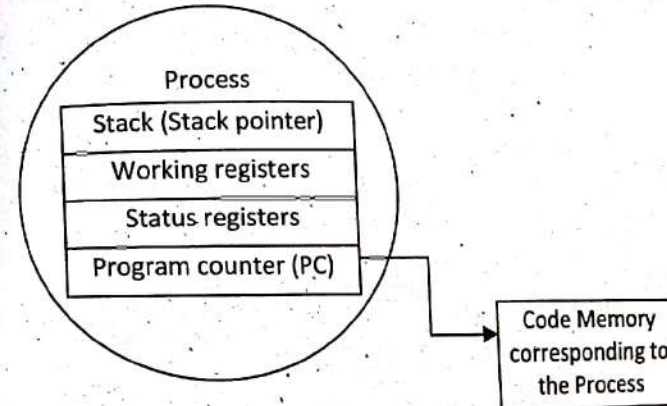 Process
Stack (Stack pointer)
Working registers
Status registers
Program counter (PC)
Code Memory
corresponding to
the Process